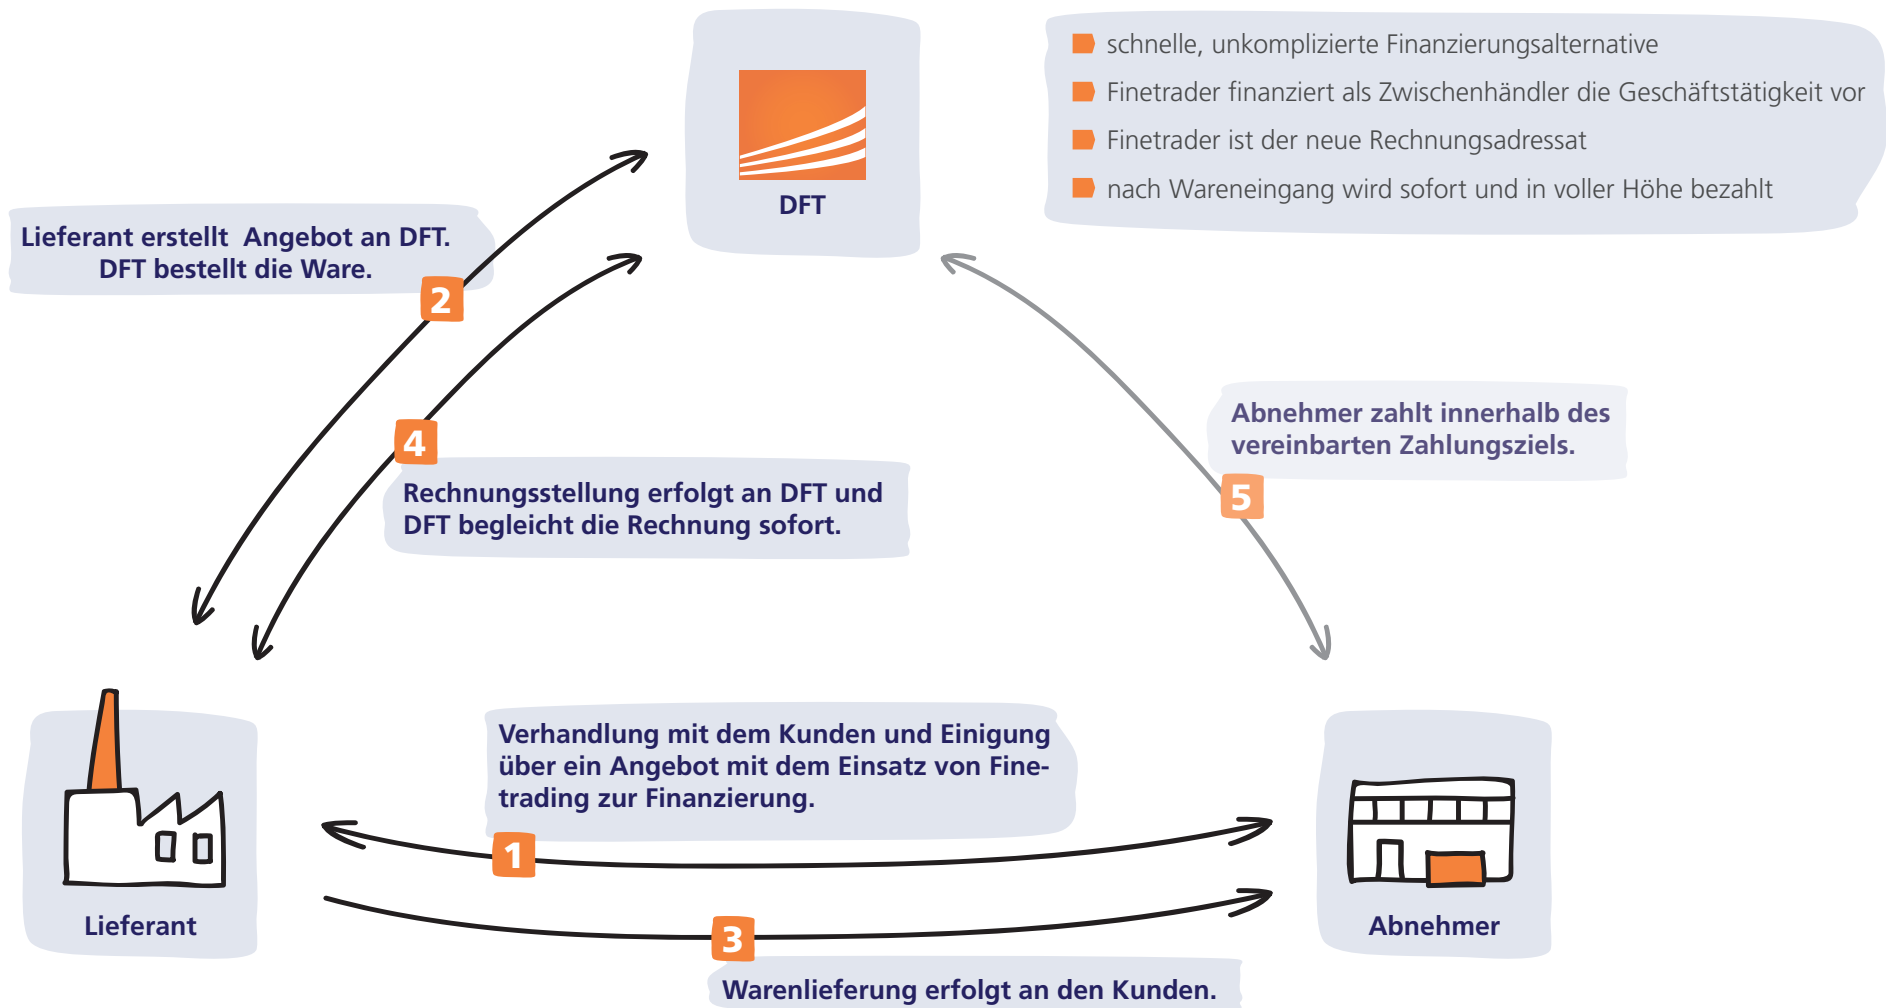 DFT
schnelle, unkomplizierte Finanzierungsalternative
Finetrader finanziert als Zwischenhändler die Geschäftstätigkeit vor
Finetrader ist der neue Rechnungsadressat
nach Wareneingang wird sofort und in voller Höhe bezahlt
Lieferant erstellt Angebot an DFT.
DFT bestellt die Ware.
2
4
Rechnungsstellung erfolgt an DFT und
DFT begleicht die Rechnung sofort.
Abnehmer zahlt innerhalb des
vereinbarten Zahlungsziels.
5
Verhandlung mit dem Kunden und Einigung
über ein Angebot mit dem Einsatz von Fine-
trading zur Finanzierung.
1
Lieferant
Abnehmer
3
Warenlieferung erfolgt an den Kunden.